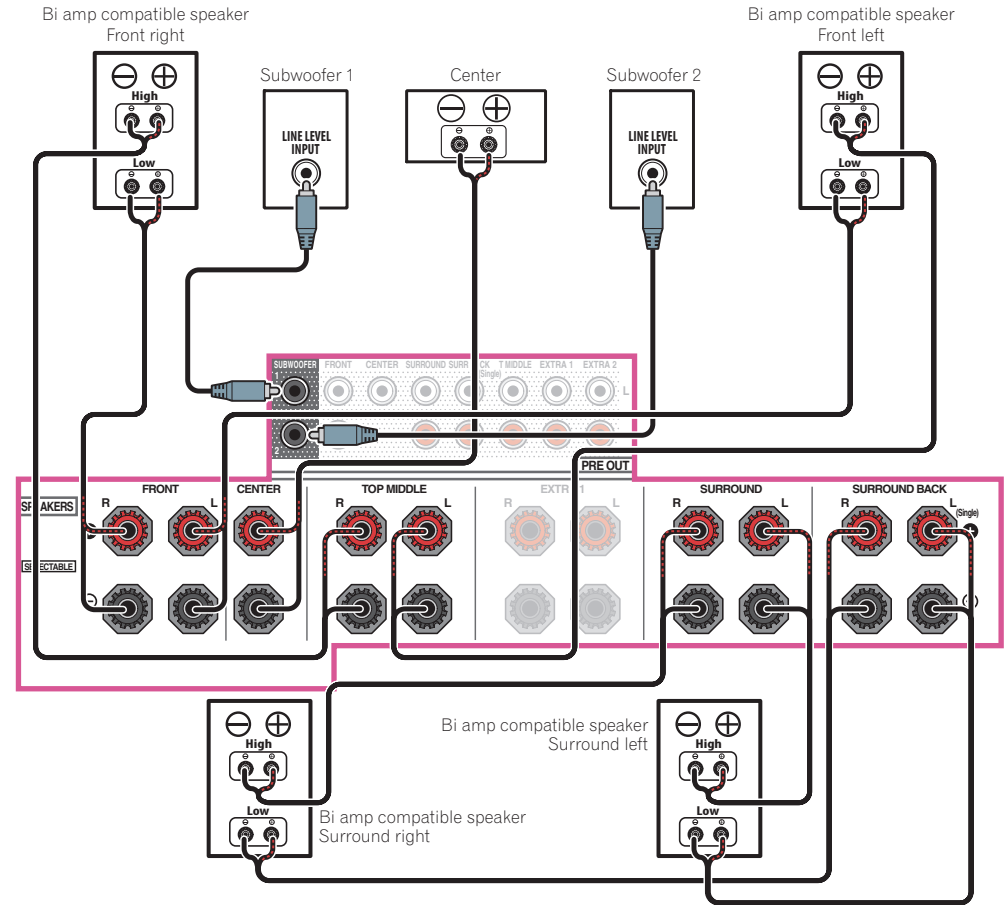 Bi amp compatible speaker
Front right
Bi amp compatible speaker
Front left
Subwoofer 1
Center
Subwoofer 2
High
Low
LINE LEVEL
INPUT
LINE LEVEL
INPUT
High
Low
SUBWOOFER
FRONT
CENTER
SURROUND
T MIDDLE
EXTRA 1
EXTRA 2
(Single)
1
L
2
PRE OUT
SPEAKERS
FRONT
CENTER
TOP MIDDLE
SURROUND
SURROUND BACK
R
L
R
L
R
L
R
L
R
L
(Single)
SELECTABLE
High
Low
Bi amp compatible speaker
Surround right
Bi amp compatible speaker
Surround left
High
Low